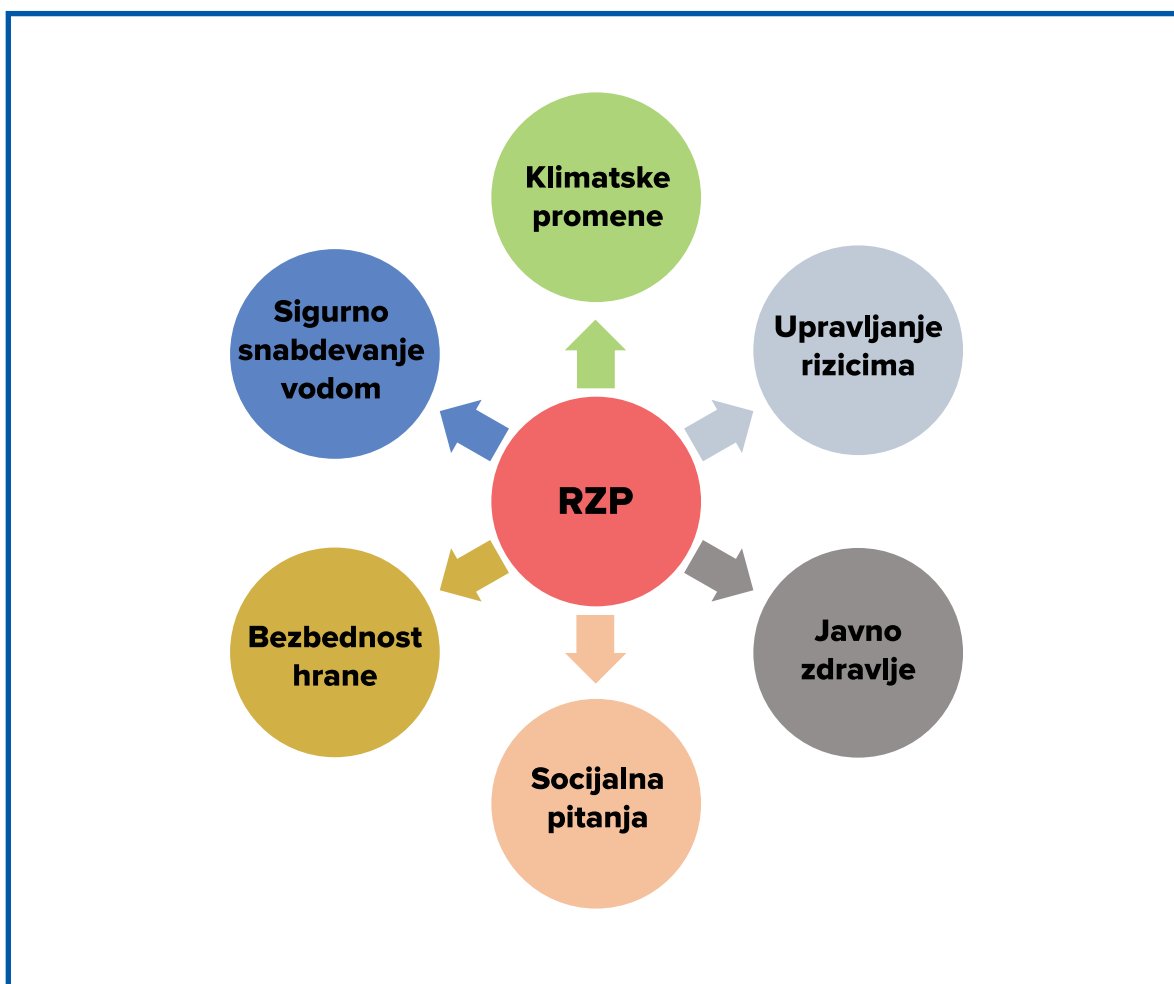 Klimatske
promene
Sigurno
snabdevanje
vodom
Upravljanje
rizicima
RZP
Bezbednost
hrane
Javno
zdravlje
Socijalna
pitanja